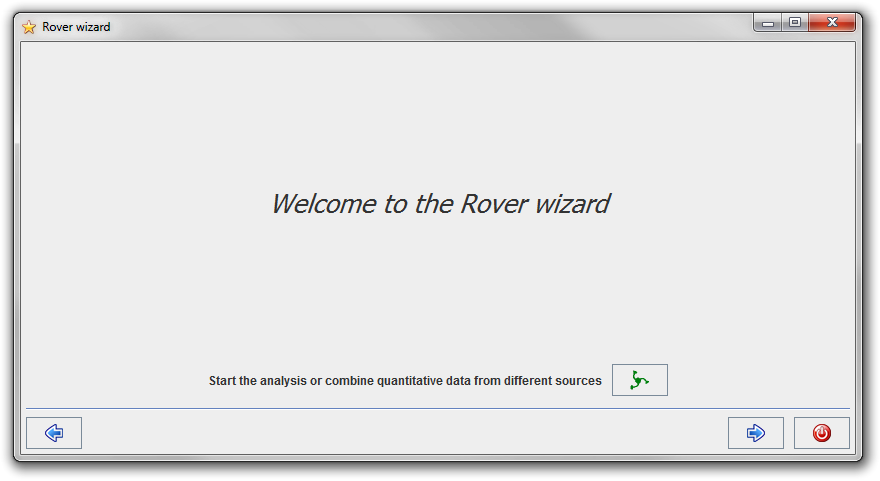 Rover wizard
Welcome to the Rover wizard
Start the analysis or combine quantitative data from different sources